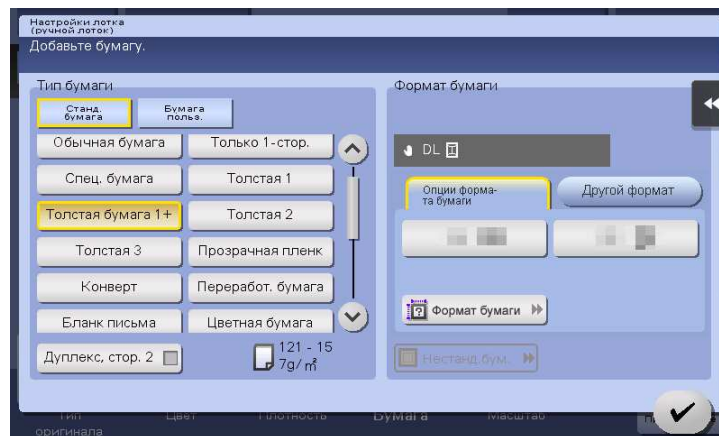 Настройки лотка
(ручной лоток)
Добавьте бумагу.
Тип бумаги
Станд.
бумага
Бумага
польз.
Обычная бумага
Только 1-стор.
Спец. бумага
Толстая 1
Толстая бумага 1+
Толстая 2
Толстая 3
Прозрачная пленк
Конверт
Переработ. бумага
Бланк письма
Цветная бумага
Дуплекс, стор. 2
121 - 15
7g/㎡
Формат бумаги
DL
Опции форма-
та бумаги
Другой формат
Формат бумаги
Нестанд.бум.
Тип
оригинала
Цвет
Плотность
Бумага
Масштаб